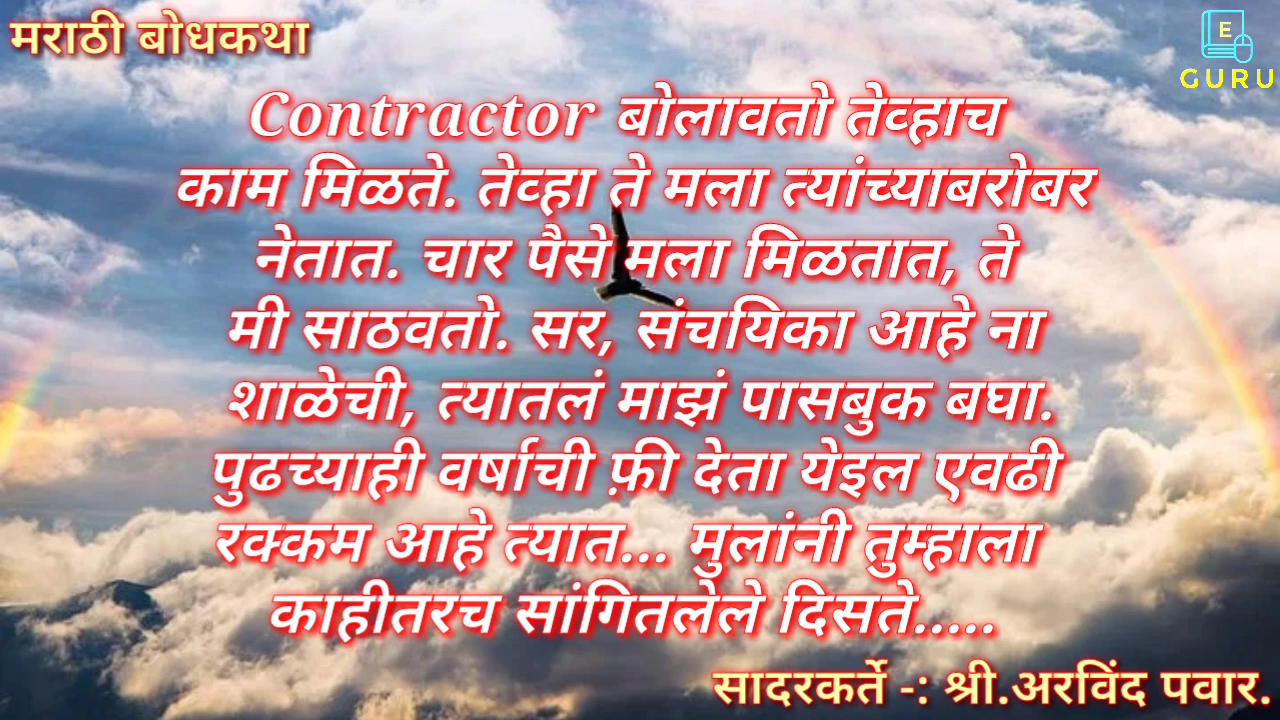 मराठी बोधकथा
E
GURU
Contractor बोलावतो तेव्हाच
काम मिळते. तेव्हा ते मला त्यांच्याबरोबर
नेतात. चार पैसे मला मिळतात, ते
मी साठवतो. सर, संचयिका आहे ना
शाळेची, त्यातलं माझं पासबुक बघा.
पुढच्याही वर्षाची फ़ी देता येइल एवढी
रक्कम आहे त्यात... मुलांनी तुम्हाला
काहीतरच सांगितलेले दिसते.....
सादरकर्ते -: श्री.अरविंद पवार.